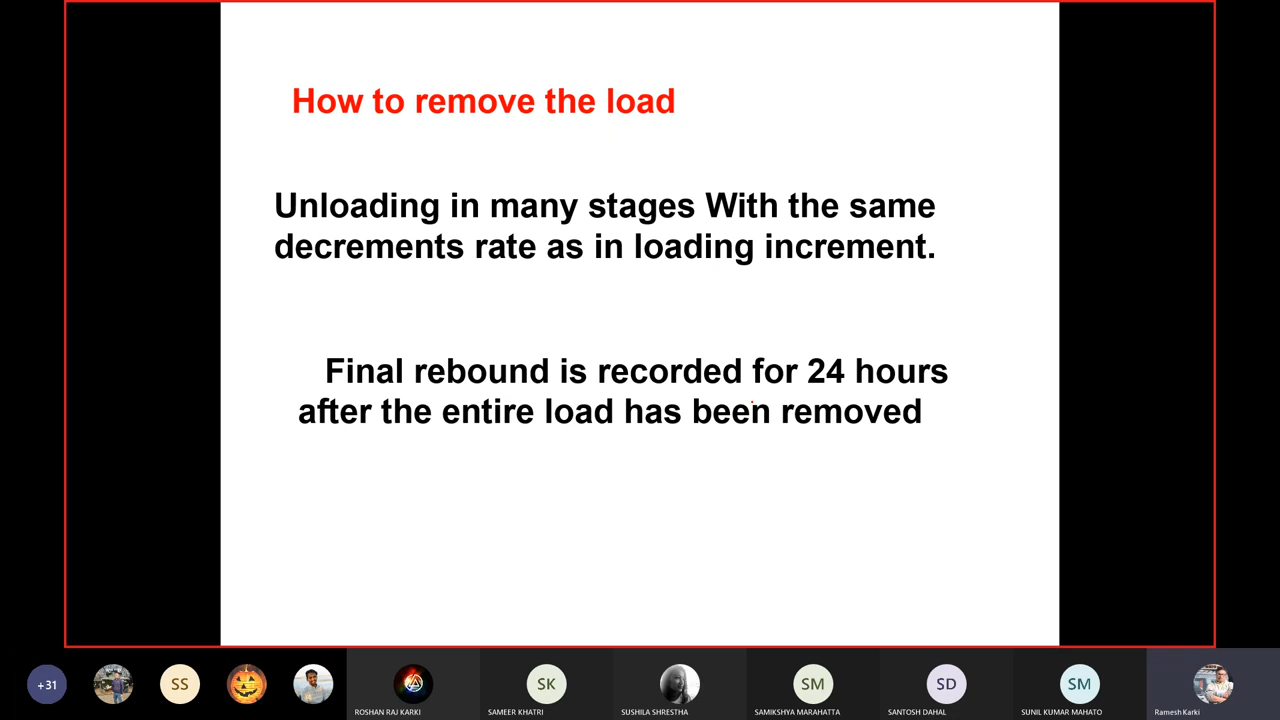 How to remove the load
Unloading in many stages With the same
decrements rate as in loading increment.
Final rebound is recorded for 24 hours
after the entire load has been removed
+31
SS
ROSHAN RAJ KARKI
SK
SAMEER KHATRI
SUSHILA SHRESTHA
SM
SAMIKSHYA MARAHATTA
SD
SANTOSH DAHAL
SM
SUNIL KUMAR MAHATO
Ramesh Karki